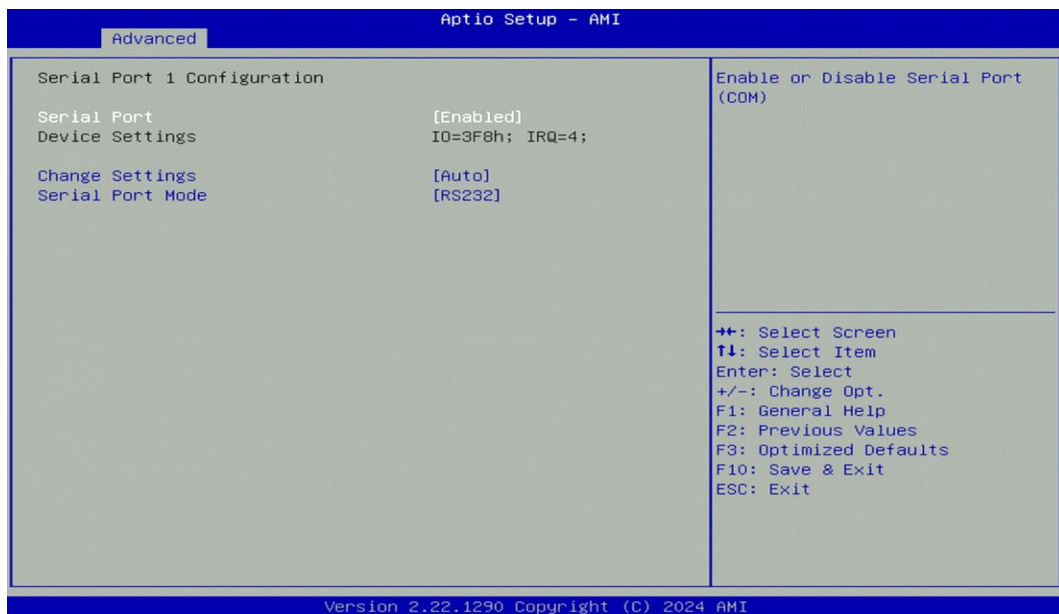 Aptio Setup – AMI
Advanced
Serial Port 1 Configuration
Serial Port [Enabled]
Device Settings IO=3F8h; IRQ=4;
Change Settings [Auto]
Serial Port Mode [RS232]
Enable or Disable Serial Port
(COM)
→←: Select Screen
↑↓: Select Item
Enter: Select
+/-: Change Opt.
F1: General Help
F2: Previous Values
F3: Optimized Defaults
F10: Save & Exit
ESC: Exit
Version 2.22.1290 Copyright (C) 2024 AMI